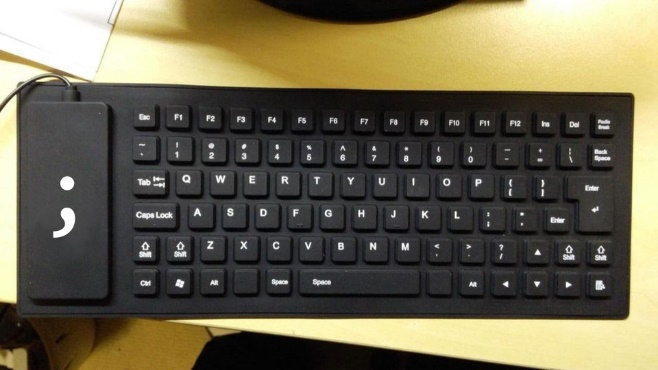 ;
Esc F1 F2 F3 F4 F5 F6 F7 F8 F9 F10 F11 F12 Ins Del Pause Break
~ ! @ # $ % ^ & * ( ) _ + | Back
` 1 2 3 4 5 6 7 8 9 0 - = \ Space
Tab Q W E R T Y U I O P { } Enter
[ ]
Caps Lock A S D F G H J K L : " Enter
; '
Shift Shift Z X C V B N M < > ? Shift Shift
, . /
Ctrl Alt Space Space Alt